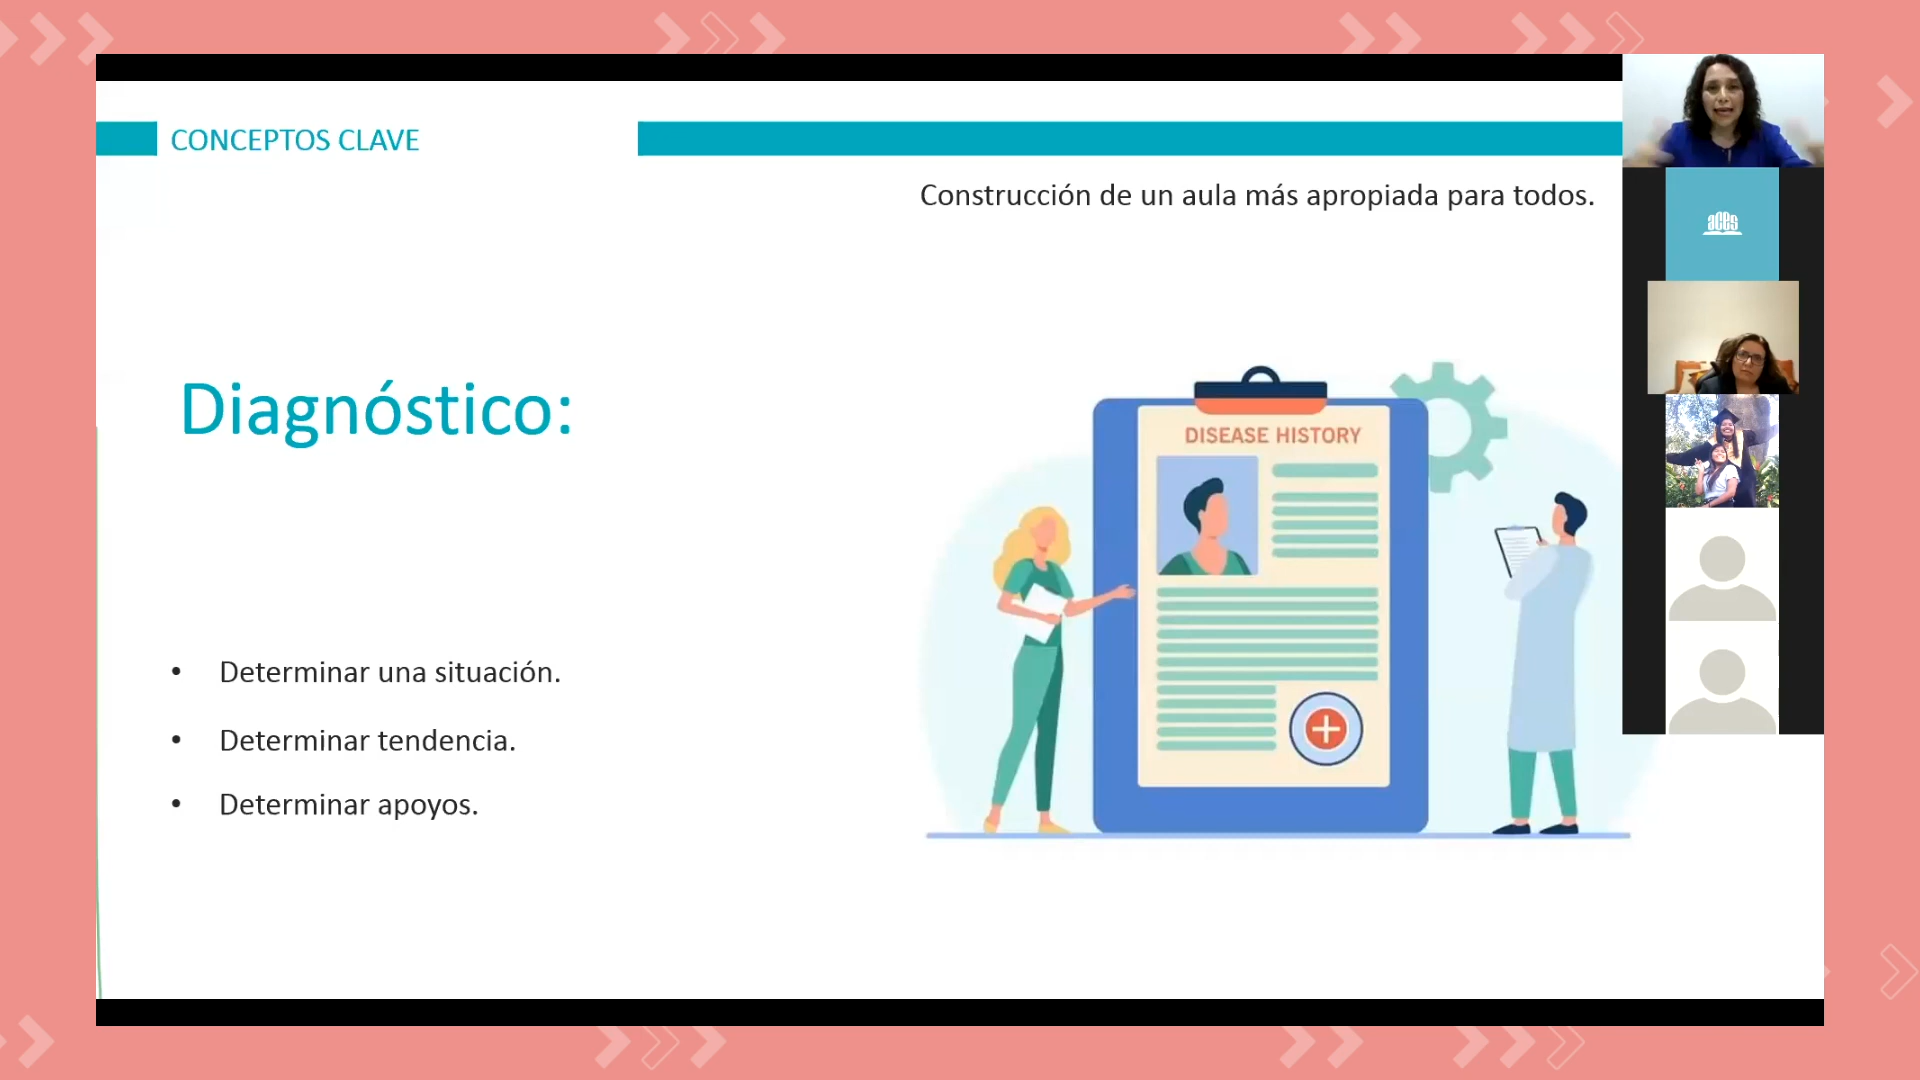 CONCEPTOS CLAVE
Construcción de un aula más apropiada para todos.
Diagnóstico:
DISEASE HISTORY
• Determinar una situación.
• Determinar tendencia.
• Determinar apoyos.
aces